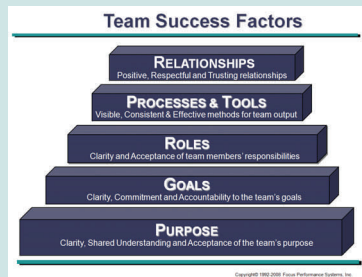 Team Success Factors
RELATIONSHIPS
Positive, Respectful and Trusting relationships
PROCESSES & TOOLS
Visible, Consistent & Effective methods for team output
ROLES
Clarity and Acceptance of team members' responsibilities
GOALS
Clarity, Commitment and Accountability to the team's goals
PURPOSE
Clarity, Shared Understanding and Acceptance of the team's purpose
Copyright© 1992-2008 Focus Performance Systems, Inc.